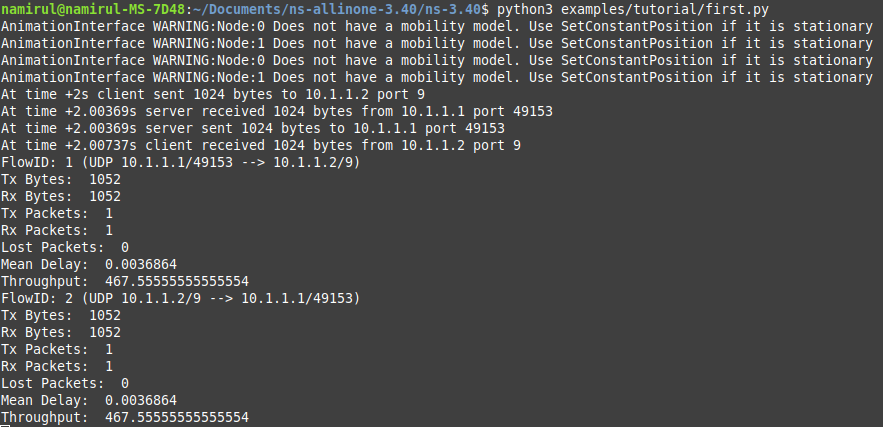 namirul@namirul-MS-7D48:~/Documents/ns-allinone-3.40/ns-3.40$ python3 examples/tutorial/first.py
AnimationInterface WARNING:Node:0 Does not have a mobility model. Use SetConstantPosition if it is stationary
AnimationInterface WARNING:Node:1 Does not have a mobility model. Use SetConstantPosition if it is stationary
AnimationInterface WARNING:Node:0 Does not have a mobility model. Use SetConstantPosition if it is stationary
AnimationInterface WARNING:Node:1 Does not have a mobility model. Use SetConstantPosition if it is stationary
At time +2s client sent 1024 bytes to 10.1.1.2 port 9
At time +2.00369s server received 1024 bytes from 10.1.1.1 port 49153
At time +2.00369s server sent 1024 bytes to 10.1.1.1 port 49153
At time +2.00737s client received 1024 bytes from 10.1.1.2 port 9
FlowID: 1 (UDP 10.1.1.1/49153 --> 10.1.1.2/9)
Tx Bytes:  1052
Rx Bytes:  1052
Tx Packets:  1
Rx Packets:  1
Lost Packets:  0
Mean Delay:  0.0036864
Throughput:  467.55555555555554
FlowID: 2 (UDP 10.1.1.2/9 --> 10.1.1.1/49153)
Tx Bytes:  1052
Rx Bytes:  1052
Tx Packets:  1
Rx Packets:  1
Lost Packets:  0
Mean Delay:  0.0036864
Throughput:  467.55555555555554